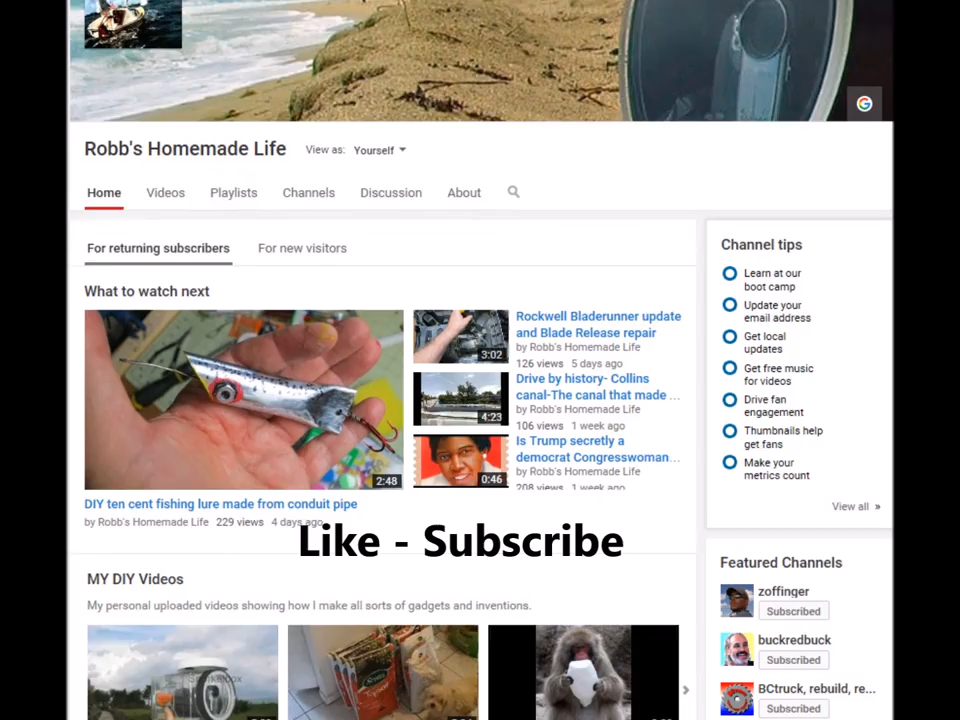 Robb's Homemade Life
View as: Yourself
Home Videos Playlists Channels Discussion About
For returning subscribers For new visitors
What to watch next
3:02
Rockwell Bladerunner update
and Blade Release repair
by Robb's Homemade Life
126 views 5 days ago
4:23
Drive by history- Collins
canal-The canal that made ...
by Robb's Homemade Life
106 views 1 week ago
0:46
Is Trump secretly a
democrat Congresswoman...
by Robb's Homemade Life
208 views 1 week ago
2:48
DIY ten cent fishing lure made from conduit pipe
by Robb's Homemade Life 229 views 4 days ago
Like - Subscribe
MY DIY Videos
My personal uploaded videos showing how I make all sorts of gadgets and inventions.
Channel tips
Learn at our
boot camp
Update your
email address
Get local
updates
Get free music
for videos
Drive fan
engagement
Thumbnails help
get fans
Make your
metrics count
View all »
Featured Channels
zoffinger
Subscribed
buckredbuck
Subscribed
BCtruck, rebuild, re...
Subscribed